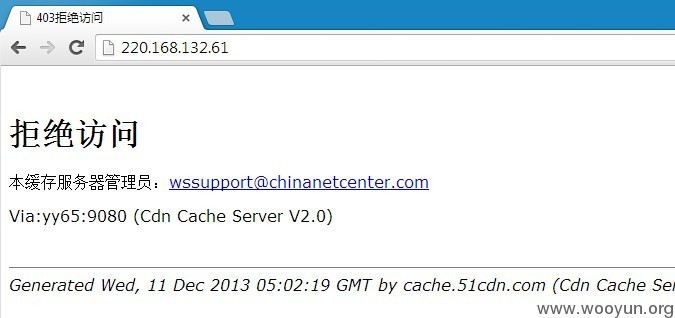 403拒绝访问
220.168.132.61
拒绝访问
本缓存服务器管理员：wssupport@chinanetcenter.com
Via:yy65:9080 (Cdn Cache Server V2.0)
Generated Wed, 11 Dec 2013 05:02:19 GMT by cache.51cdn.com (Cdn Cache Ser
www.wooyun.org